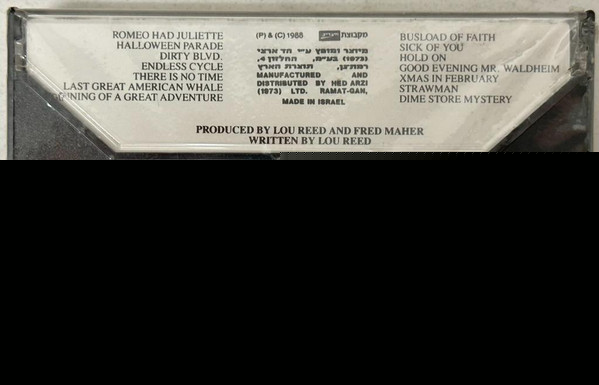 ROMEO HAD JULIETTE
HALLOWEEN PARADE
DIRTY BLVD.
ENDLESS CYCLE
THERE IS NO TIME
LAST GREAT AMERICAN WHALE
OF A GREAT ADVENTURE
(P) & (C) 1988 מקבוצת
מיוצר ומופץ ע״י הד ארצי
(1973) בע״מ, החלוץ 4,
רמת־גן, תוצרת הארץ
MANUFACTURED AND
DISTRIBUTED BY HED ARZI
(1973) LTD. RAMAT-GAN,
MADE IN ISRAEL
BUSLOAD OF FAITH
SICK OF YOU
HOLD ON
GOOD EVENING MR. WALDHEIM
XMAS IN FEBRUARY
STRAWMAN
DIME STORE MYSTERY
PRODUCED BY LOU REED AND FRED MAHER
WRITTEN BY LOU REED